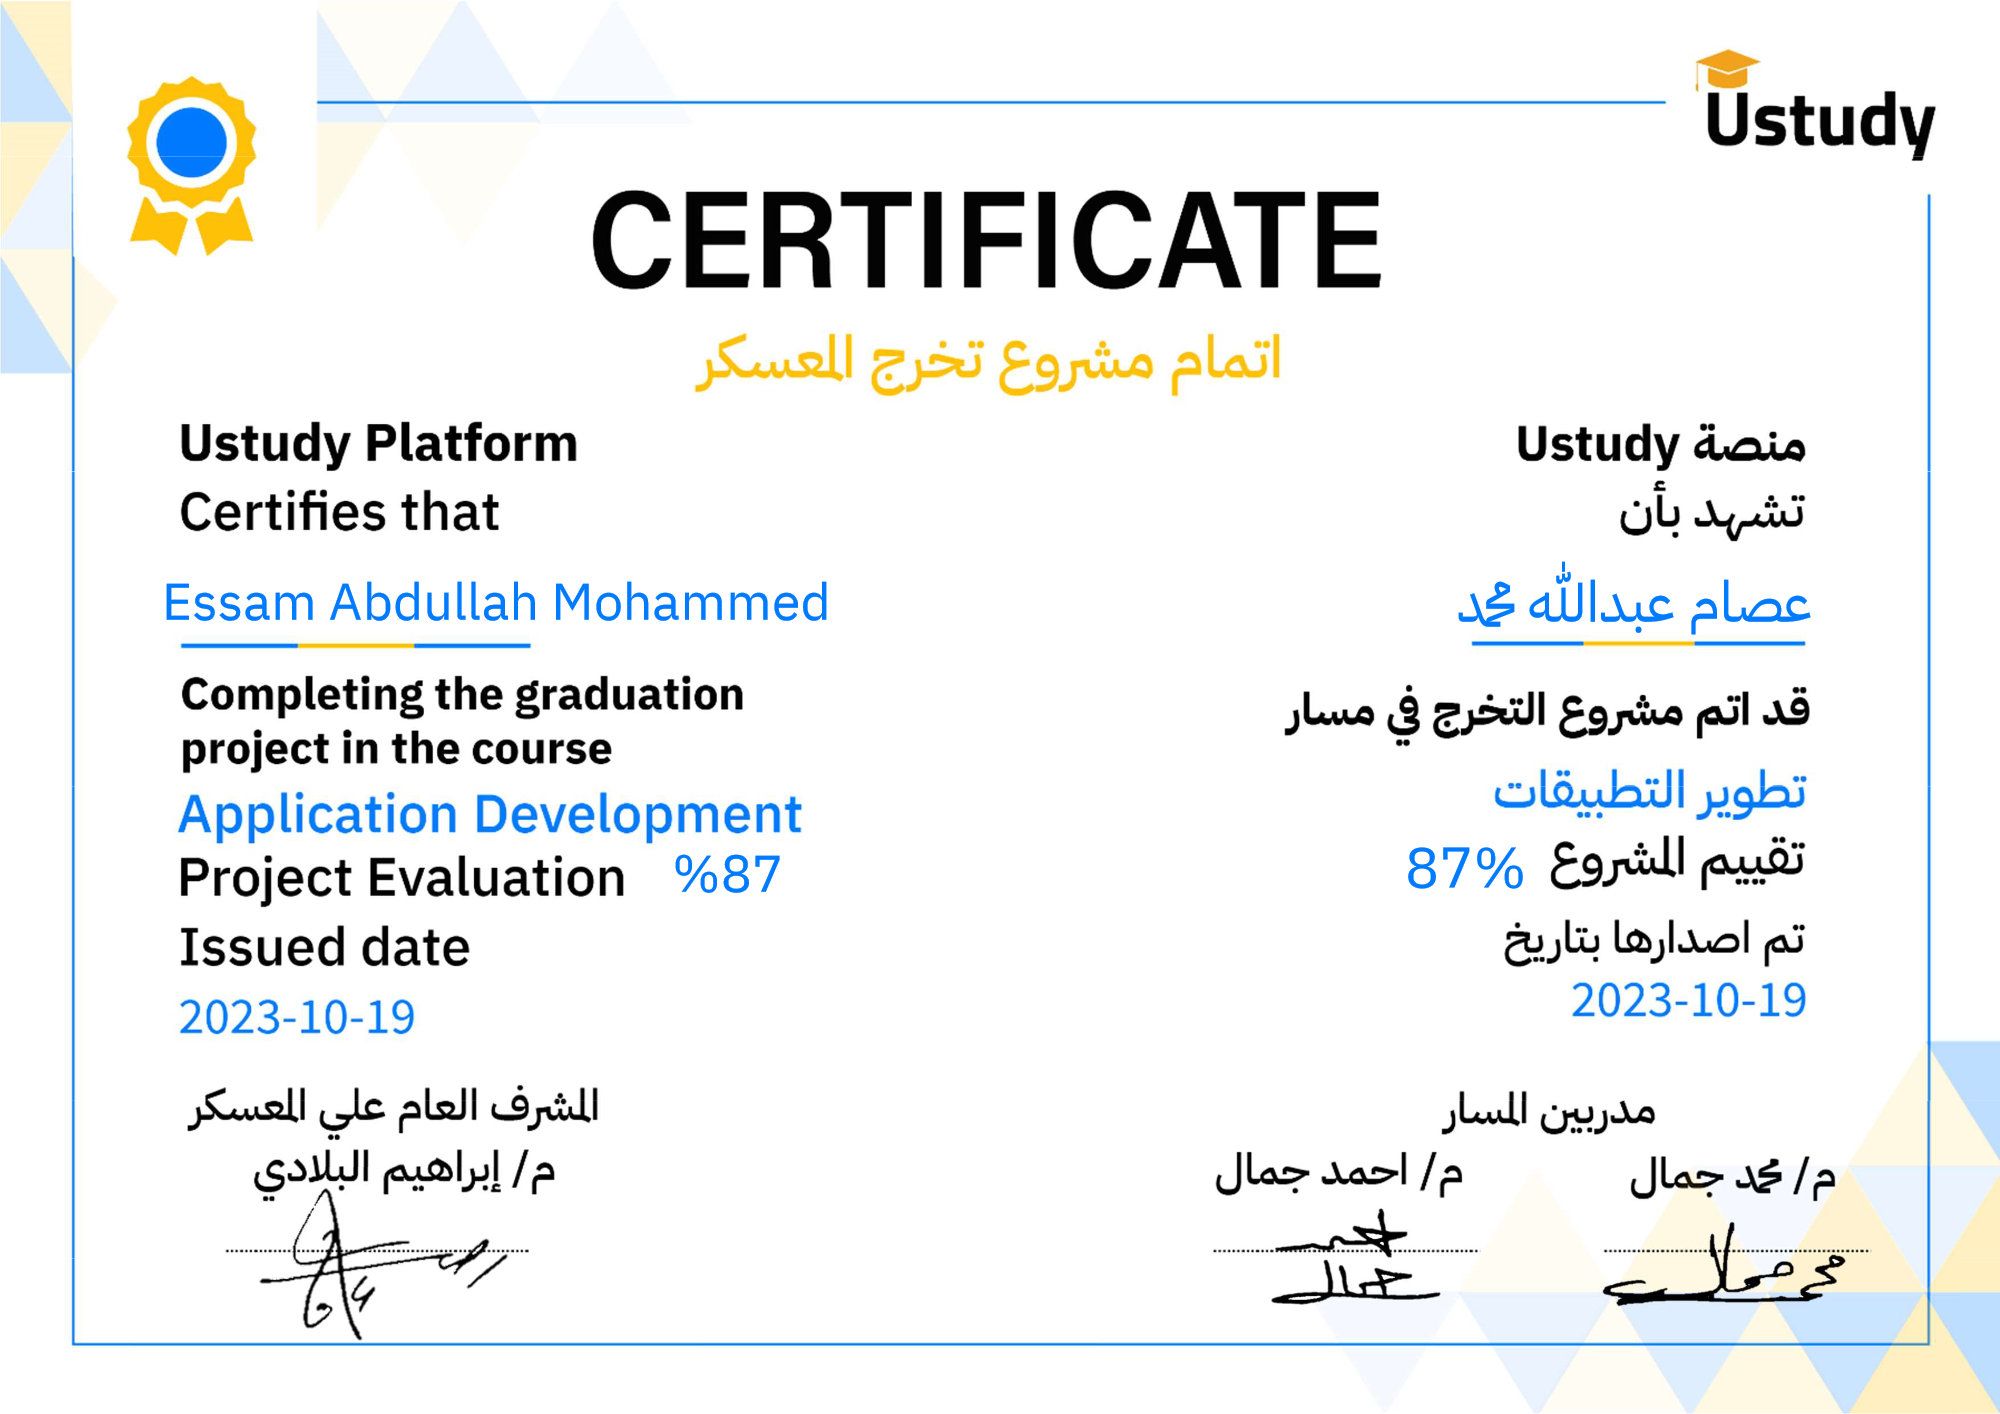 Ustudy
CERTIFICATE
اتمام مشروع تخرج المعسكر
Ustudy Platform
Certifies that
Essam Abdullah Mohammed
Completing the graduation
project in the course
Application Development
Project Evaluation %87
Issued date
2023-10-19
منصة Ustudy
تشهد بأن
عصام عبدالله محمد
قد اتم مشروع التخرج في مسار
تطوير التطبيقات
تقييم المشروع 87%
تم اصدارها بتاريخ
2023-10-19
المشرف العام علي المعسكر
م/ إبراهيم البلادي
مدربين المسار
م/ محمد جمال
م/ احمد جمال